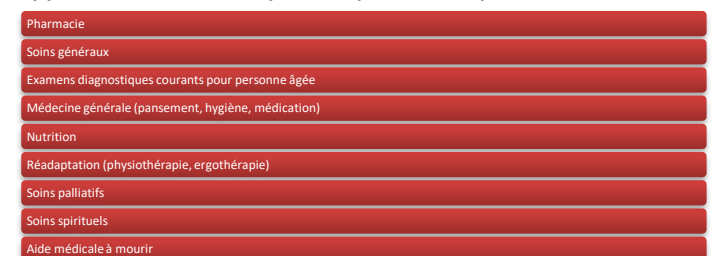 Pharmacie
Soins généraux
Examens diagnostiques courants pour personne âgée
Médecine générale (pansement, hygiène, médication)
Nutrition
Réadaptation (physiothérapie, ergothérapie)
Soins palliatifs
Soins spirituels
Aide médicale à mourir